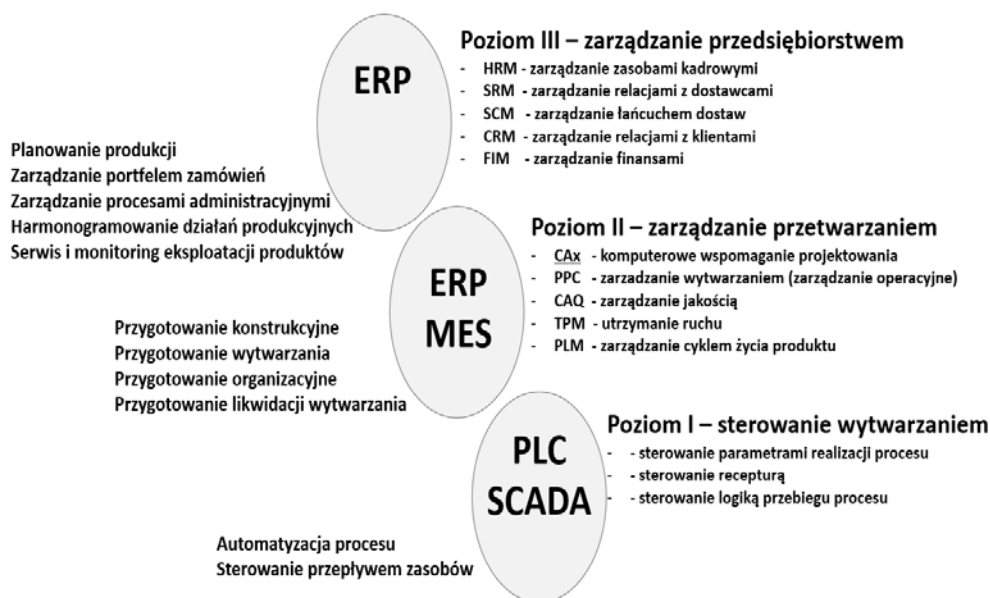 ERP
Poziom III – zarządzanie przedsiębiorstwem
- HRM - zarządzanie zasobami kadrowymi
- SRM - zarządzanie relacjami z dostawcami
- SCM - zarządzanie łańcuchem dostaw
- CRM – zarządzanie relacjami z klientami
- FIM – zarządzanie finansami
Planowanie produkcji
Zarządzanie portfelem zamówień
Zarządzanie procesami administracyjnymi
Harmonogramowanie działań produkcyjnych
Serwis i monitoring eksploatacji produktów
ERP
MES
Poziom II – zarządzanie przetwarzaniem
- CAx - komputerowe wspomaganie projektowania
- PPC - zarzadzanie wytwarzaniem (zarządzanie operacyjne)
- CAQ - zarządzanie jakością
- TPM - utrzymanie ruchu
- PLM - zarządzanie cyklem życia produktu
Przygotowanie konstrukcyjne
Przygotowanie wytwarzania
Przygotowanie organizacyjne
Przygotowanie likwidacji wytwarzania
PLC
SCADA
Poziom I – sterowanie wytwarzaniem
- - sterowanie parametrami realizacji procesu
- - sterowanie recepturą
- - sterowanie logiką przebiegu procesu
Automatyzacja procesu
Sterowanie przepływem zasobów